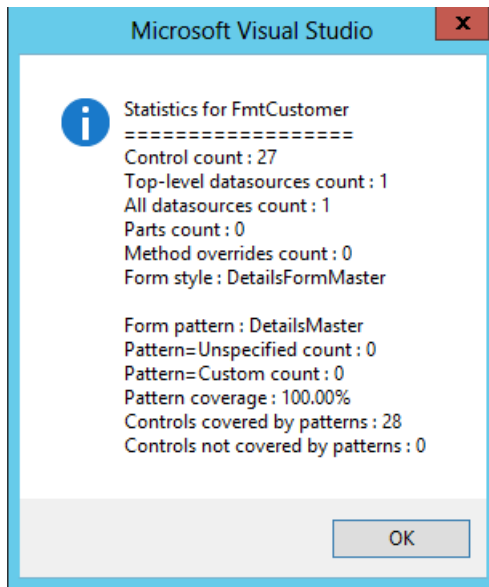 Microsoft Visual Studio
x
i
Statistics for FmtCustomer
==================
Control count : 27
Top-level datasources count : 1
All datasources count : 1
Parts count : 0
Method overrides count : 0
Form style : DetailsFormMaster
Form pattern : DetailsMaster
Pattern=Unspecified count : 0
Pattern=Custom count : 0
Pattern coverage : 100.00%
Controls covered by patterns : 28
Controls not covered by patterns : 0
OK